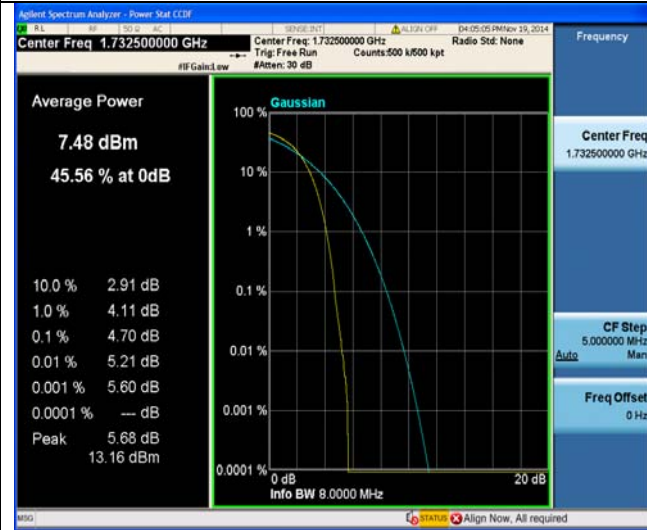 Agilent Spectrum Analyzer - Power Stat CCDF
RL RF 50 Ω AC SENSE:INT ALIGN OFF 04:05:05 PM Nov 19, 2014
Center Freq 1.732500000 GHz Center Freq: 1.732500000 GHz Radio Std: None
Trig: Free Run Counts:500 k/500 kpt
#IFGain:Low #Atten: 30 dB
Frequency
Average Power
7.48 dBm
45.56 % at 0dB
10.0 % 2.91 dB
1.0 % 4.11 dB
0.1 % 4.70 dB
0.01 % 5.21 dB
0.001 % 5.60 dB
0.0001 % --- dB
Peak 5.68 dB
13.16 dBm
Gaussian
100 %
10 %
1 %
0.1 %
0.01 %
0.001 %
0.0001 %
0 dB 20 dB
Info BW 8.0000 MHz
Center Freq
1.732500000 GHz
CF Step
5.000000 MHz
Auto Man
Freq Offset
0 Hz
MSG STATUS Align Now, All required